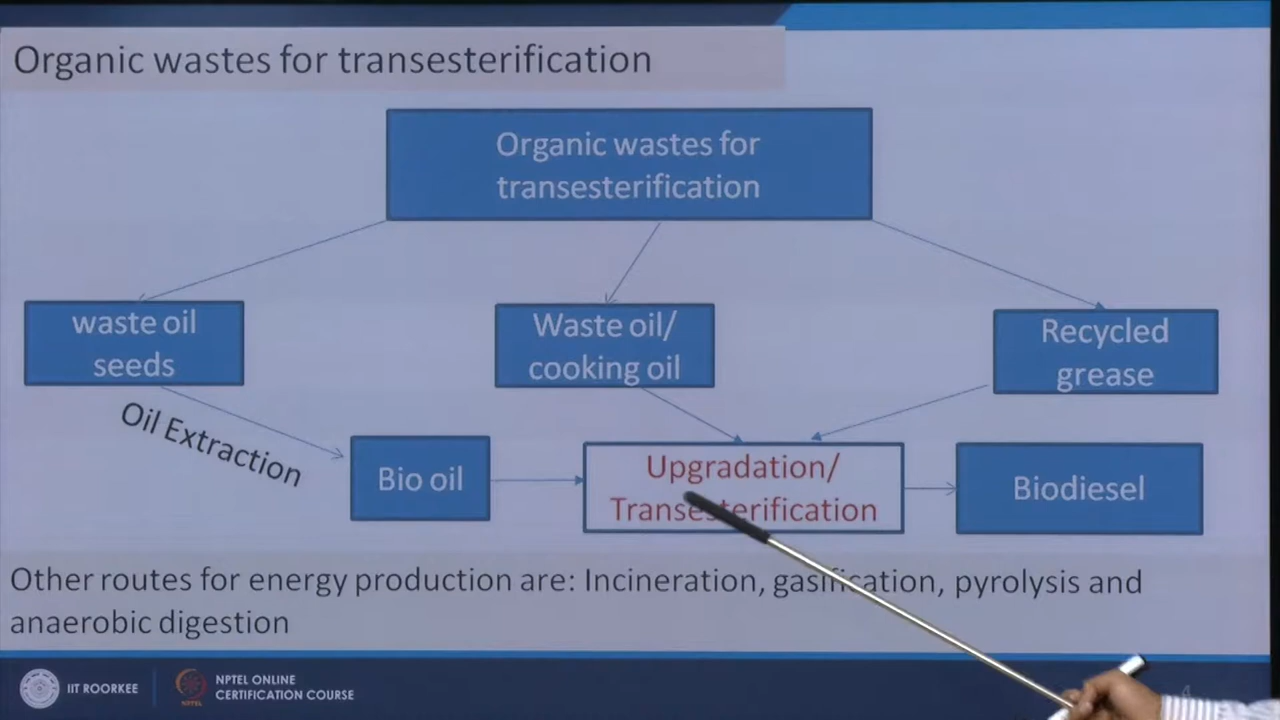 Organic wastes for transesterification
Organic wastes for
transesterification
waste oil
seeds
Waste oil/
cooking oil
Recycled
grease
Oil Extraction
Bio oil
Upgradation/
Transesterification
Biodiesel
Other routes for energy production are: Incineration, gasification, pyrolysis and
anaerobic digestion
IIT ROORKEE
NPTEL ONLINE
CERTIFICATION COURSE
NPTEL